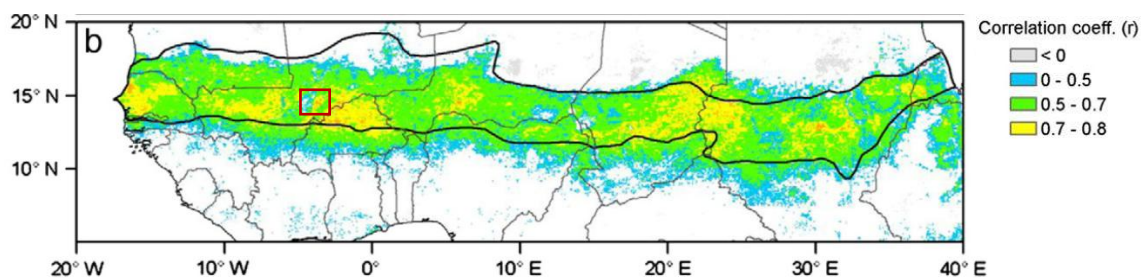 20° N
b
15° N
10° N
20° W
10° W
0°
10° E
20° E
30° E
40° E
Correlation coeff. (r)
< 0
0 - 0.5
0.5 - 0.7
0.7 - 0.8